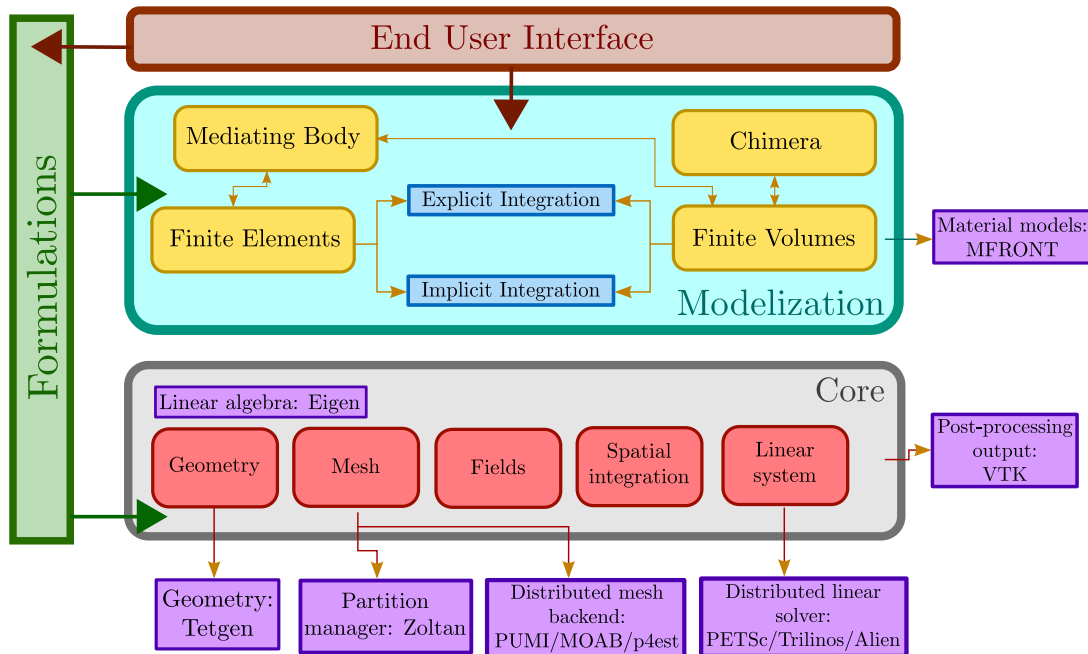 End User Interface
Formulations
Mediating Body
Chimera
Explicit Integration
Finite Elements
Finite Volumes
Implicit Integration
Modelization
Material models:
MFRONT
Core
Linear algebra: Eigen
Geometry
Mesh
Fields
Spatial
integration
Linear
system
Post-processing
output:
VTK
Geometry:
Tetgen
Partition
manager: Zoltan
Distributed mesh
backend:
PUMI/MOAB/p4est
Distributed linear
solver:
PETSc/Trilinos/Alien